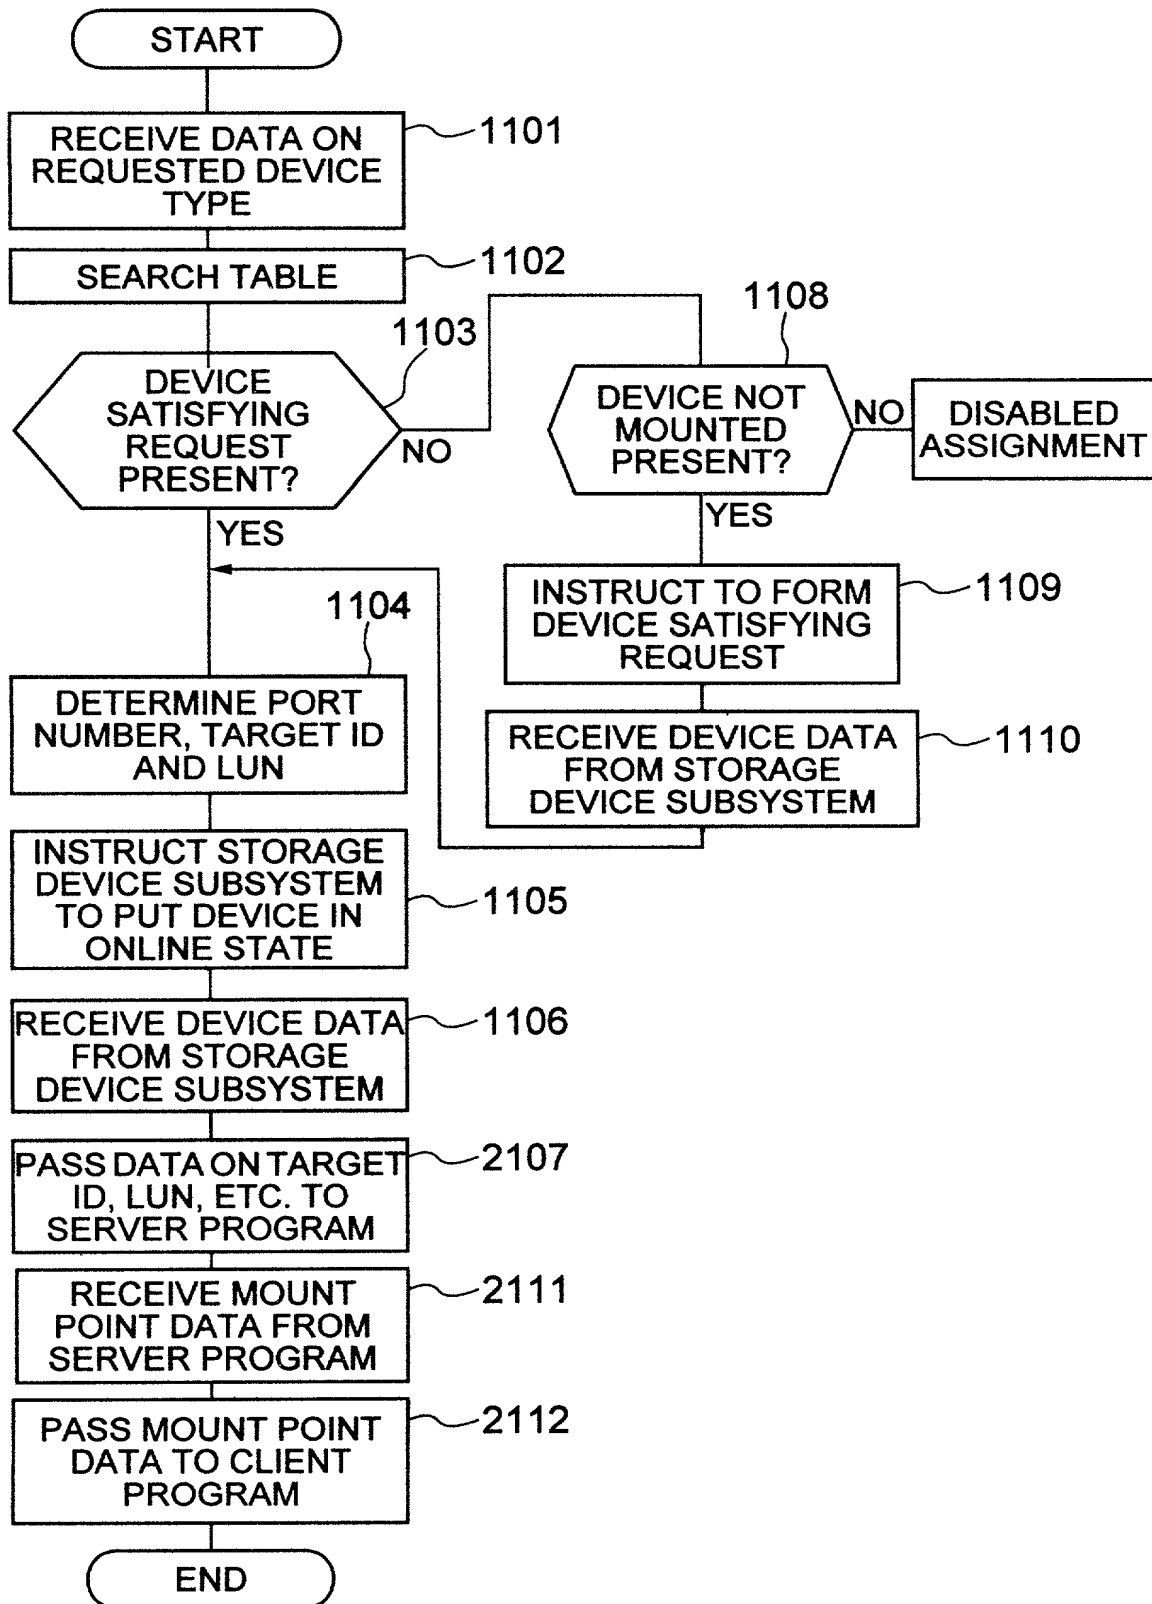 START
RECEIVE DATA ON
REQUESTED DEVICE
TYPE
1101
SEARCH TABLE
1102
DEVICE
SATISFYING
REQUEST
PRESENT?
1103
NO
YES
DEVICE NOT
MOUNTED
PRESENT?
1108
NO
DISABLED
ASSIGNMENT
YES
INSTRUCT TO FORM
DEVICE SATISFYING
REQUEST
1109
RECEIVE DEVICE DATA
FROM STORAGE
DEVICE SUBSYSTEM
1110
1104
DETERMINE PORT
NUMBER, TARGET ID
AND LUN
INSTRUCT STORAGE
DEVICE SUBSYSTEM
TO PUT DEVICE IN
ONLINE STATE
1105
RECEIVE DEVICE DATA
FROM STORAGE
DEVICE SUBSYSTEM
1106
PASS DATA ON TARGET
ID, LUN, ETC. TO
SERVER PROGRAM
2107
RECEIVE MOUNT
POINT DATA FROM
SERVER PROGRAM
2111
PASS MOUNT POINT
DATA TO CLIENT
PROGRAM
2112
END